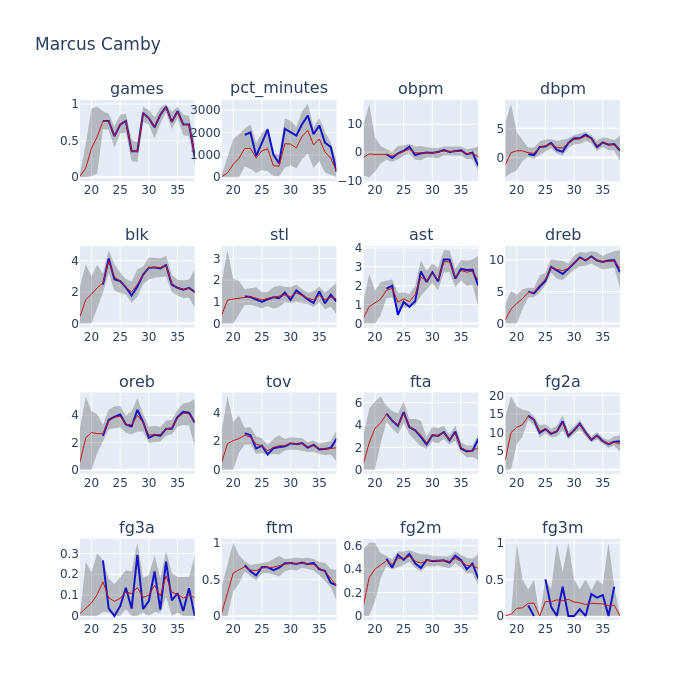 Marcus Camby
games pct_minutes obpm dbpm
1 0.5 0 20 25 30 35
3000 2000 1000 0 20 25 30 35
10 0 −10 20 25 30 35
5 0 20 25 30 35
blk stl ast dreb
4 2 0 20 25 30 35
3 2 1 0 20 25 30 35
4 3 2 1 0 20 25 30 35
10 5 0 20 25 30 35
oreb tov fta fg2a
4 2 0 20 25 30 35
4 2 0 20 25 30 35
6 4 2 0 20 25 30 35
20 15 10 5 0 20 25 30 35
fg3a ftm fg2m fg3m
0.3 0.2 0.1 0 20 25 30 35
1 0.5 0 20 25 30 35
0.6 0.4 0.2 0 20 25 30 35
1 0.5 0 20 25 30 35